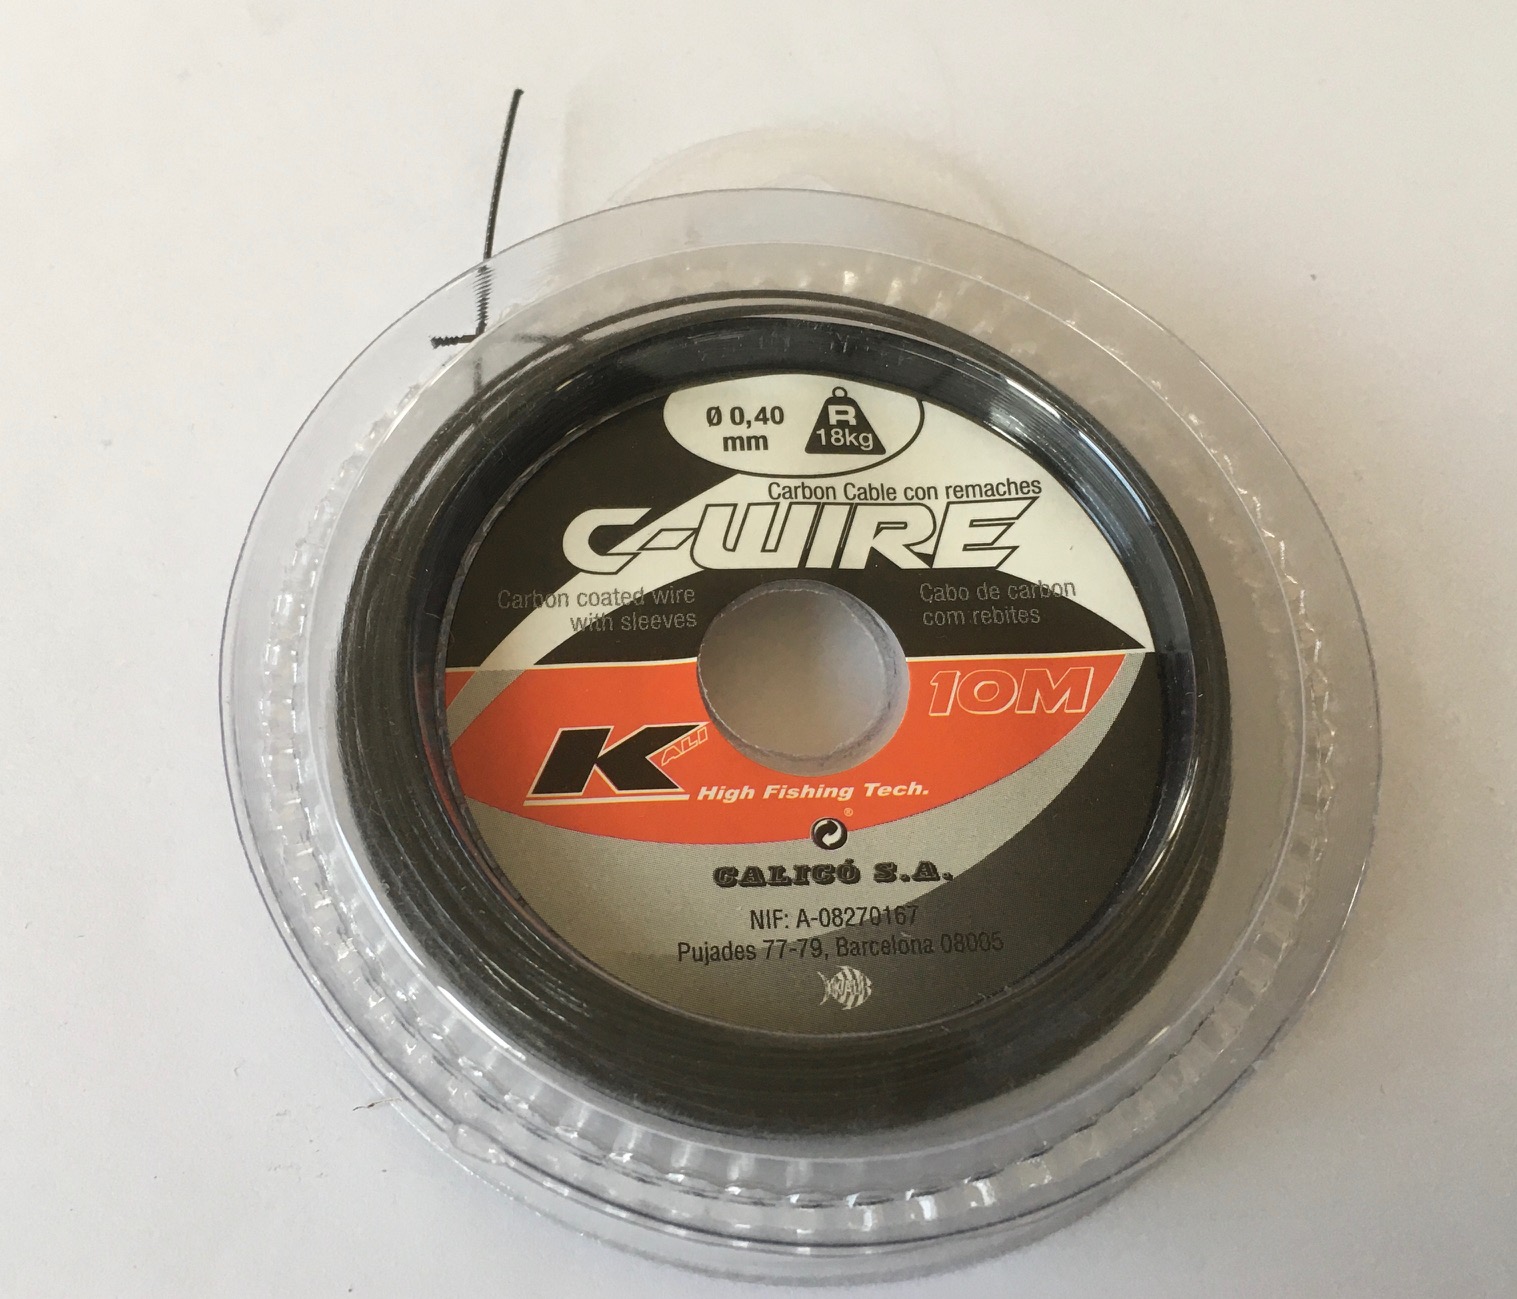 Ø 0,40
mm
R
18kg
Carbon Cable con remaches
C-WIRE
Carbon coated wire
with sleeves
Cabo de carbon
com rebites
10M
KALI
High Fishing Tech.
®
CALICÓ S.A.
NIF: A-08270167
Pujades 77-79, Barcelona 08005